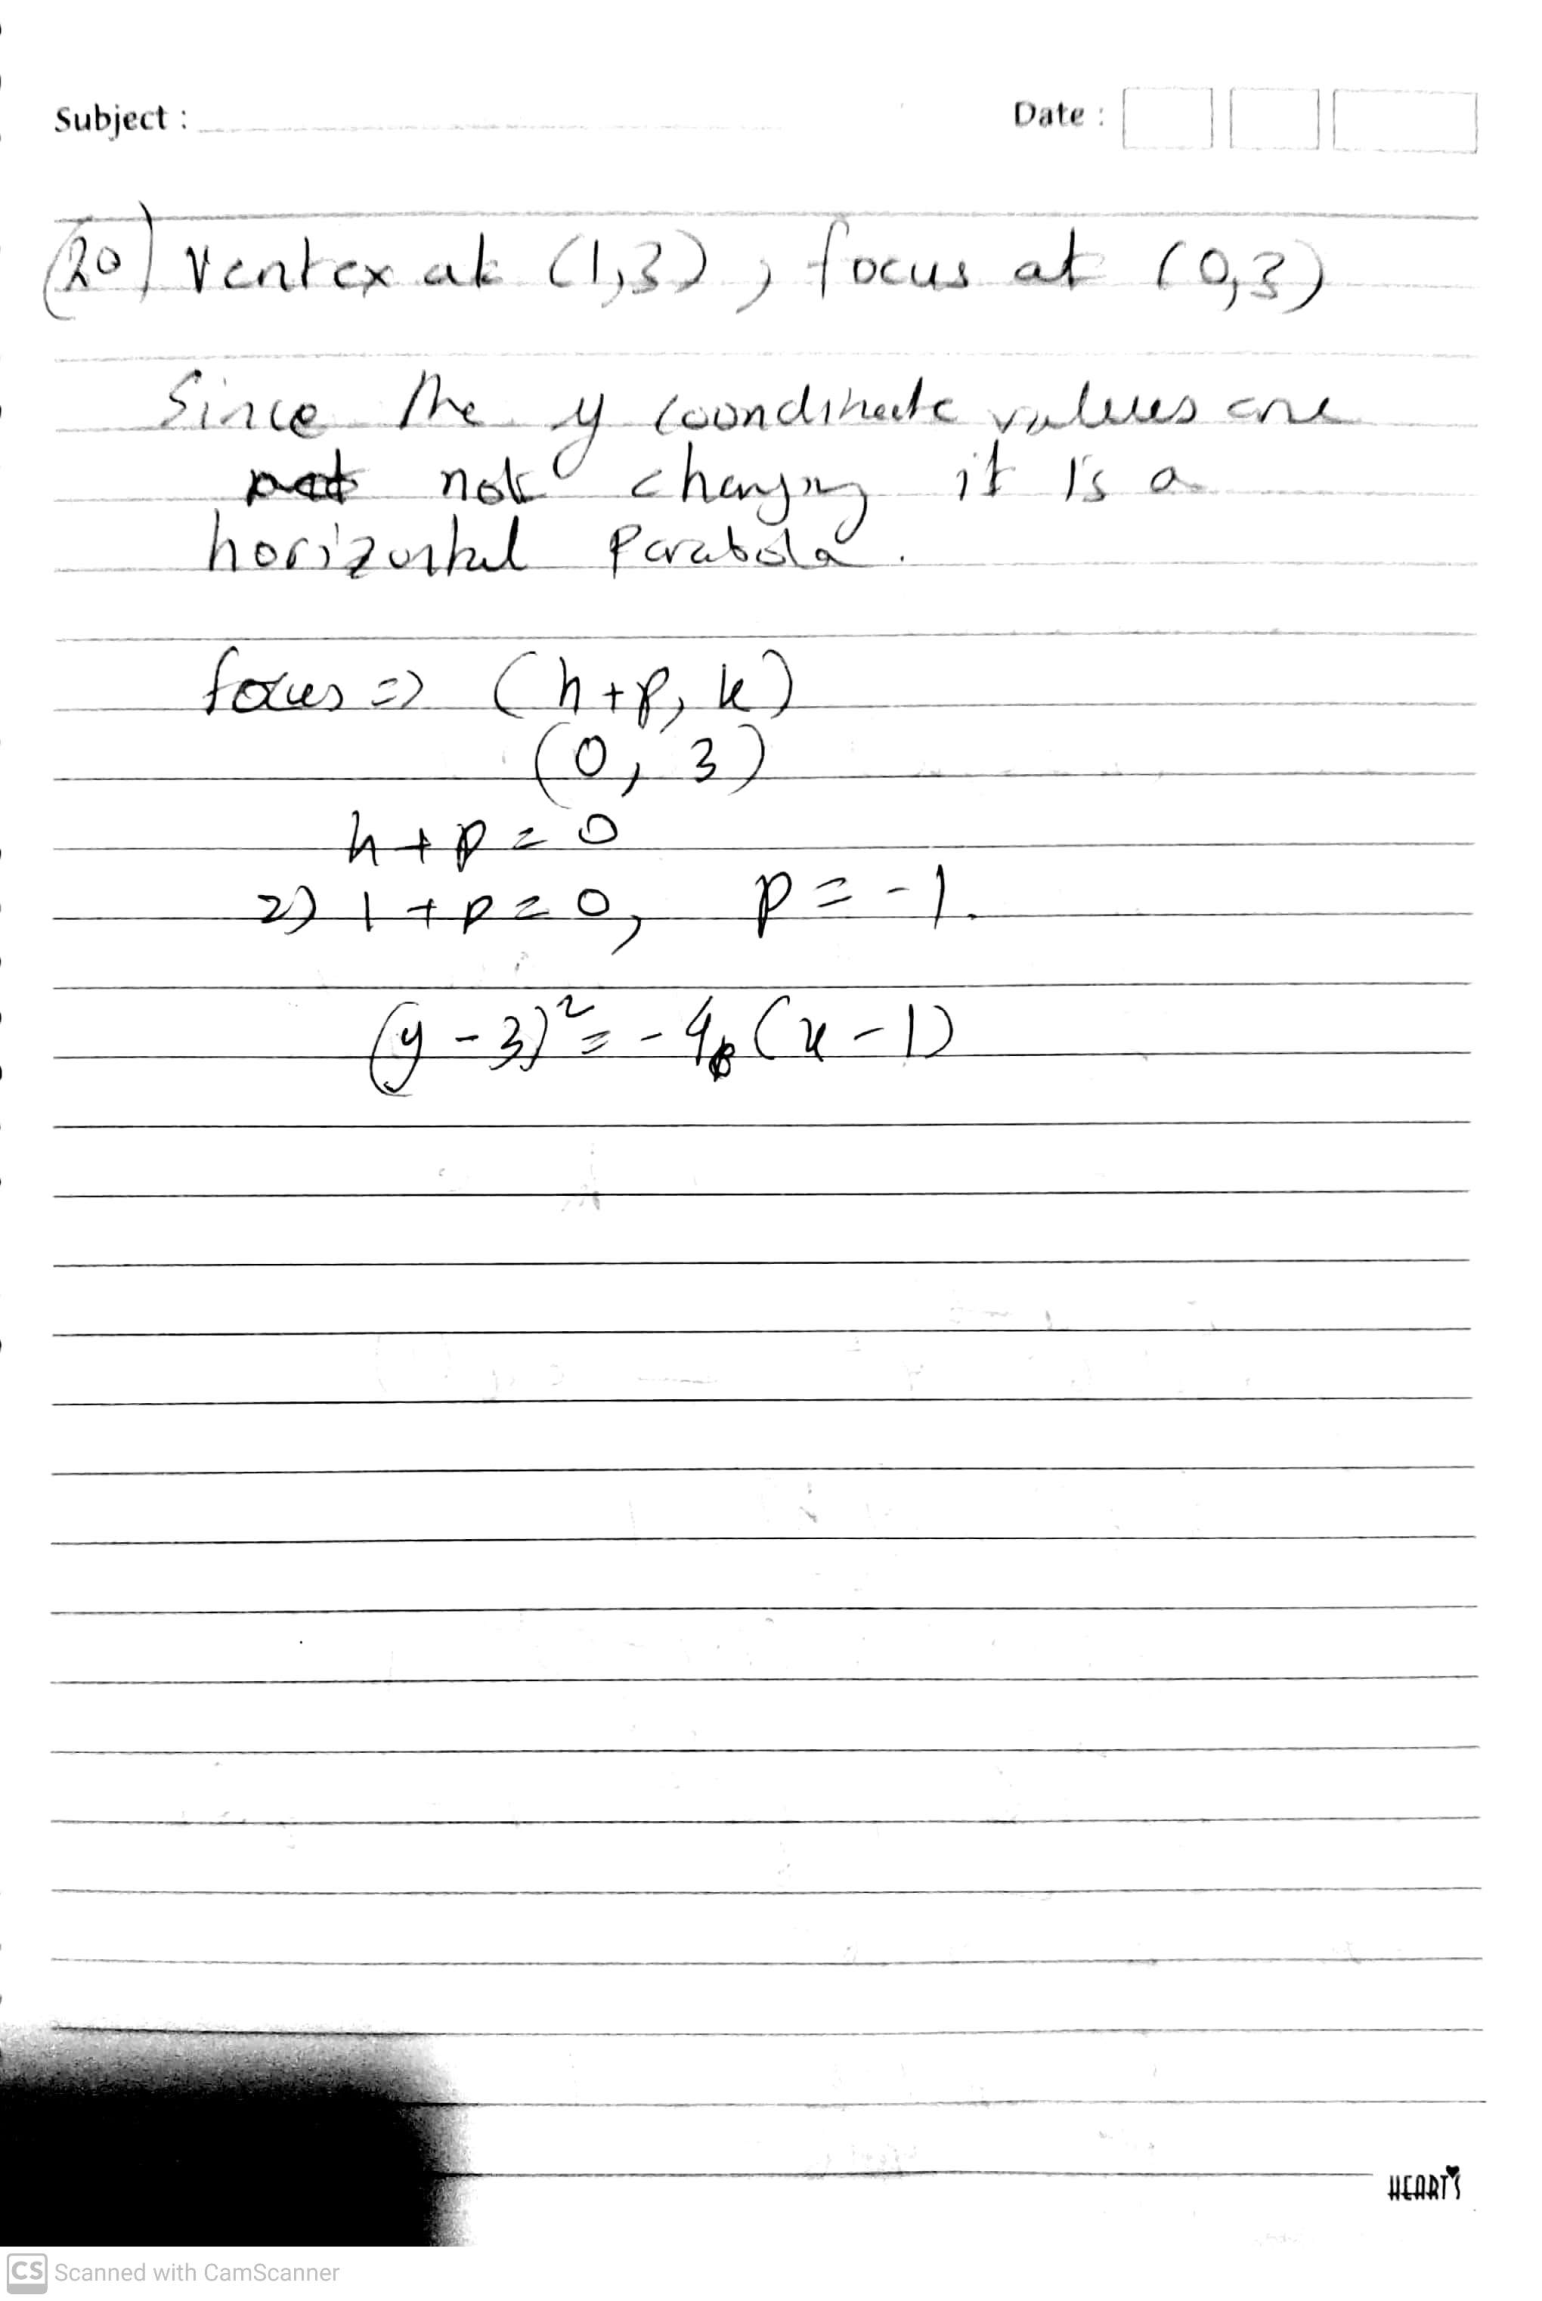 Subject :
Date :
(20) Vertex at (1,3) , focus at (0,3)
Since the y coordinate values are
not changing it is a
horizontal Parabola.
focus => (h+p, k)
(0, 3)
h+p=0
=> 1+p=0, p=-1.
(y-3)²=-4(x-1)
HEART'S
CS Scanned with CamScanner